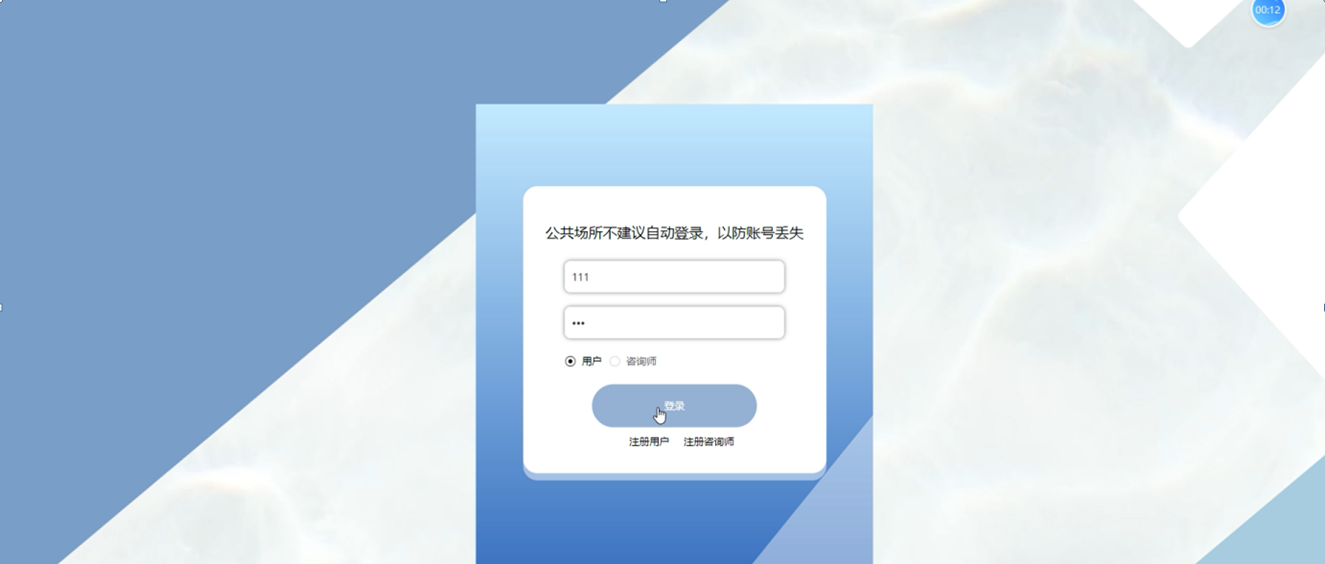 00:12
公共场所不建议自动登录，以防账号丢失
111
•••
用户 咨询师
登录
注册用户 注册咨询师